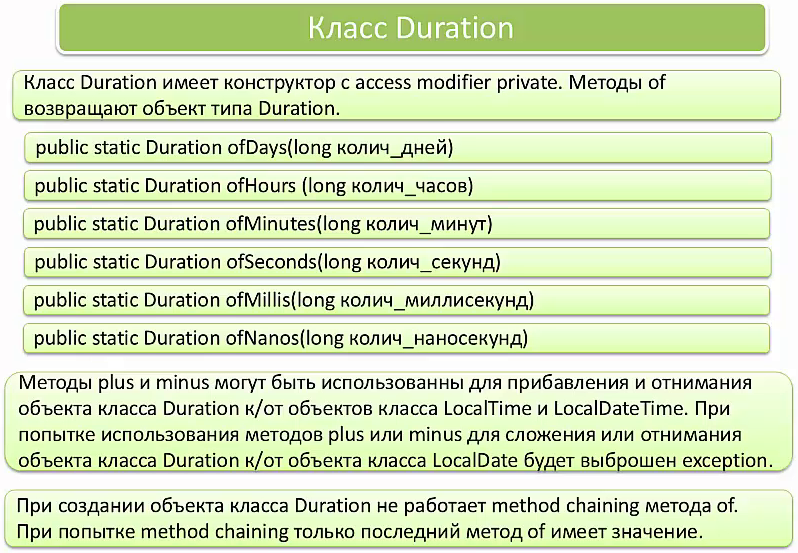 Класс Duration
Класс Duration имеет конструктор с access modifier private. Методы of
возвращают объект типа Duration.
public static Duration ofDays(long колич_дней)
public static Duration ofHours (long колич_часов)
public static Duration ofMinutes(long колич_минут)
public static Duration ofSeconds(long колич_секунд)
public static Duration ofMillis(long колич_миллисекунд)
public static Duration ofNanos(long колич_наносекунд)
Методы plus и minus могут быть использованны для прибавления и отнимания
объекта класса Duration к/от объектов класса LocalTime и LocalDateTime. При
попытке использования методов plus или minus для сложения или отнимания
объекта класса Duration к/от объекта класса LocalDate будет выброшен exception.
При создании объекта класса Duration не работает method chaining метода of.
При попытке method chaining только последний метод of имеет значение.